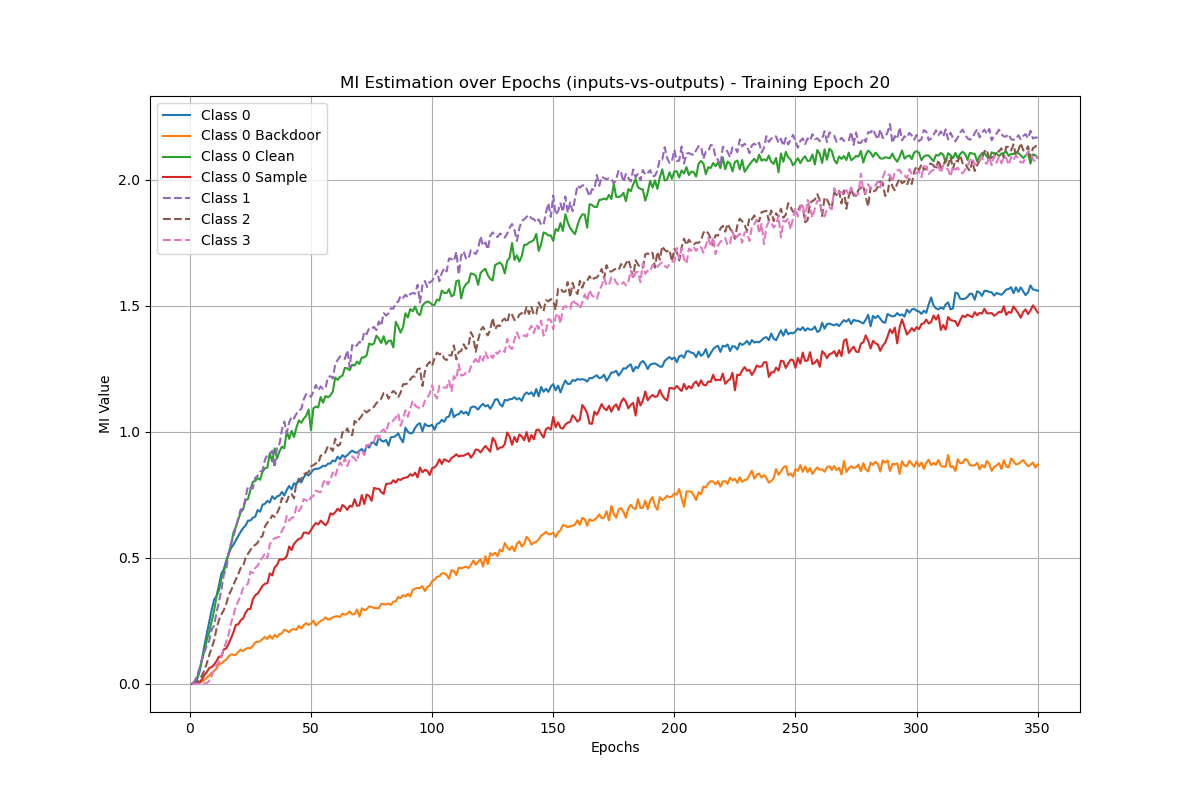 MI Estimation over Epochs (inputs-vs-outputs) - Training Epoch 20
Class 0
Class 0 Backdoor
Class 0 Clean
Class 0 Sample
Class 1
Class 2
Class 3
MI Value
2.0
1.5
1.0
0.5
0.0
0 50 100 150 200 250 300 350
Epochs